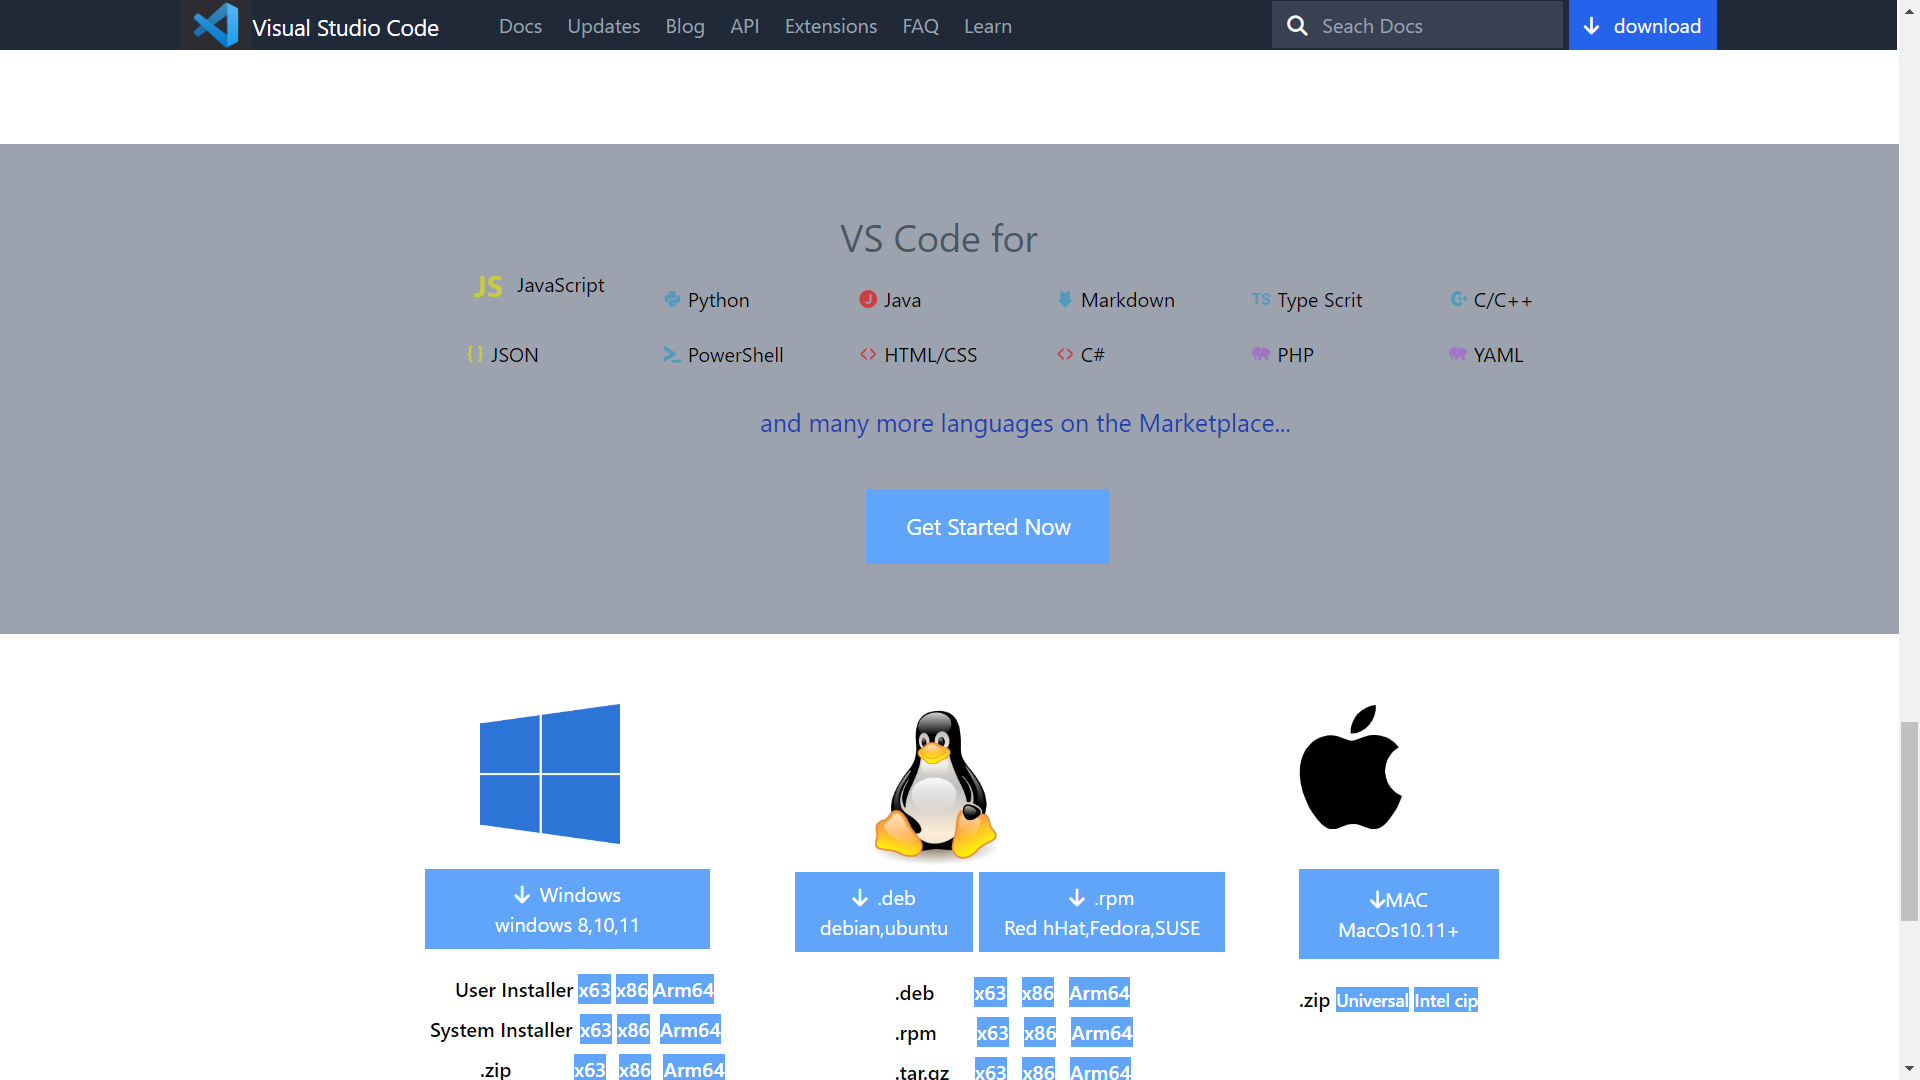 Visual Studio Code Docs Updates Blog API Extensions FAQ Learn Seach Docs download
VS Code for
JS JavaScript
Python J Java Markdown TS Type Scrit C/C++
{} JSON PowerShell <> HTML/CSS <> C# PHP YAML
and many more languages on the Marketplace...
Get Started Now
Windows
windows 8,10,11
.deb
debian,ubuntu
.rpm
Red hHat,Fedora,SUSE
MAC
MacOs10.11+
User Installer x63 x86 Arm64
System Installer x63 x86 Arm64
.zip x63 x86 Arm64
.deb x63 x86 Arm64
.rpm x63 x86 Arm64
.tar.gz x63 x86 Arm64
.zip Universal Intel cip